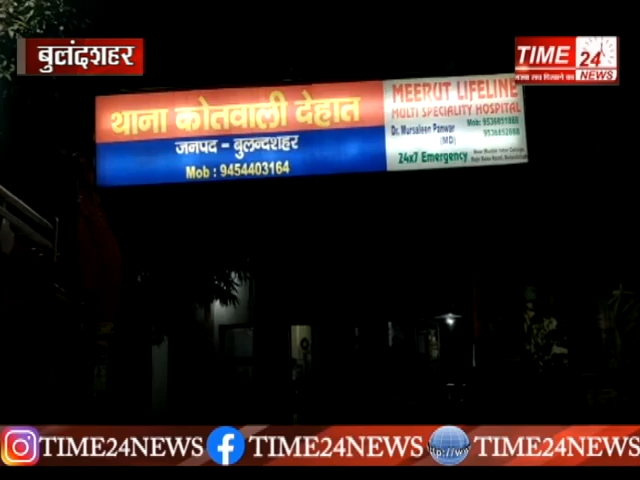 बुलंदशहर
TIME 24 NEWS
थाना कोतवाली देहात
जनपद - बुलन्दशहर
Mob : 9454403164
MEERUT LIFELINE
MULTI SPECIALITY HOSPITAL
Dr. Mursaleen Panwar
(MD)
24x7 Emergency
TIME24NEWS
TIME24NEWS
TIME24NEWS